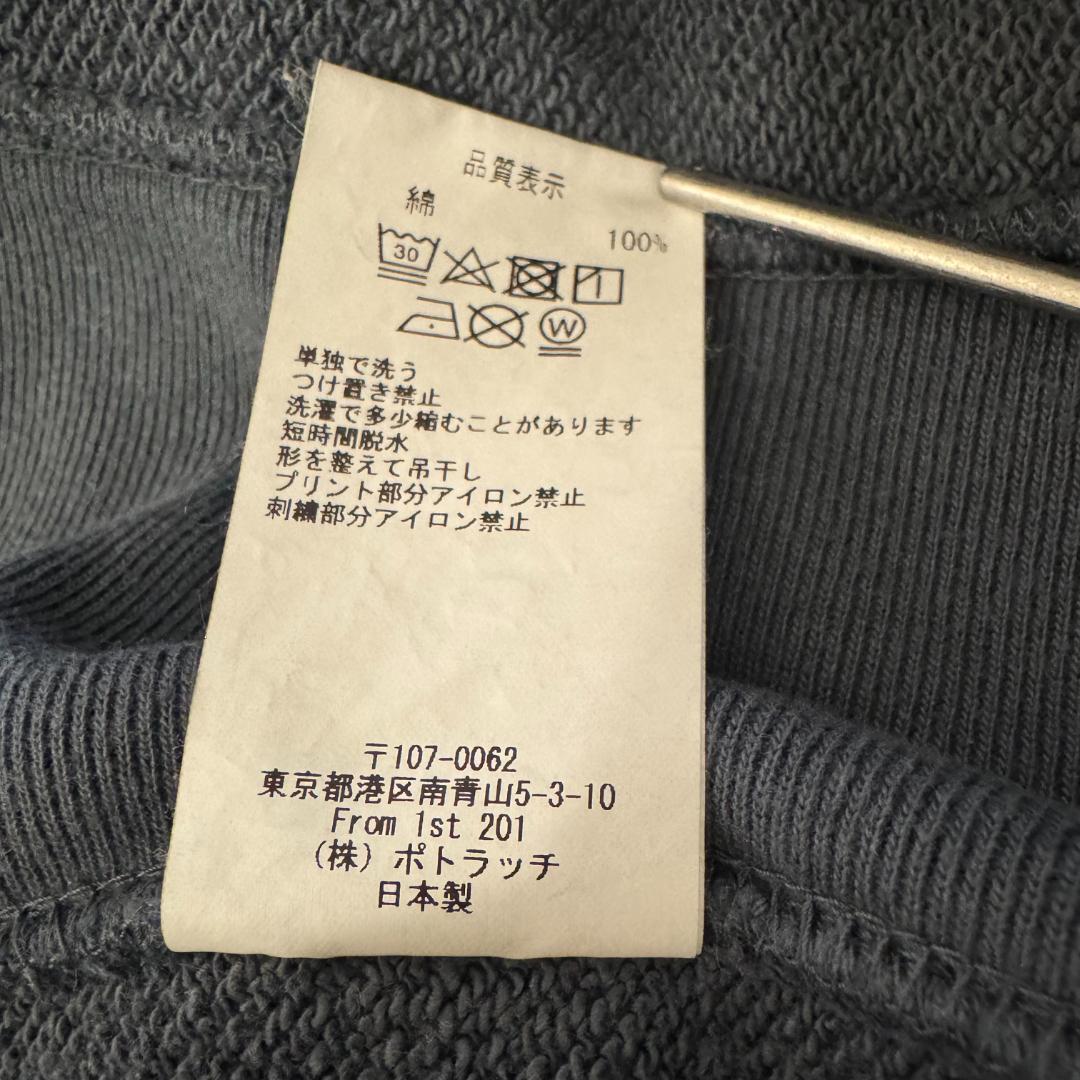 品質表示
綿
100%
30
W
単独で洗う
つけ置き禁止
洗濯で多少縮むことがあります
短時間脱水
形を整えて吊干し
プリント部分アイロン禁止
刺繍部分アイロン禁止
〒107-0062
東京都港区南青山5-3-10
From 1st 201
(株) ポトラッチ
日本製